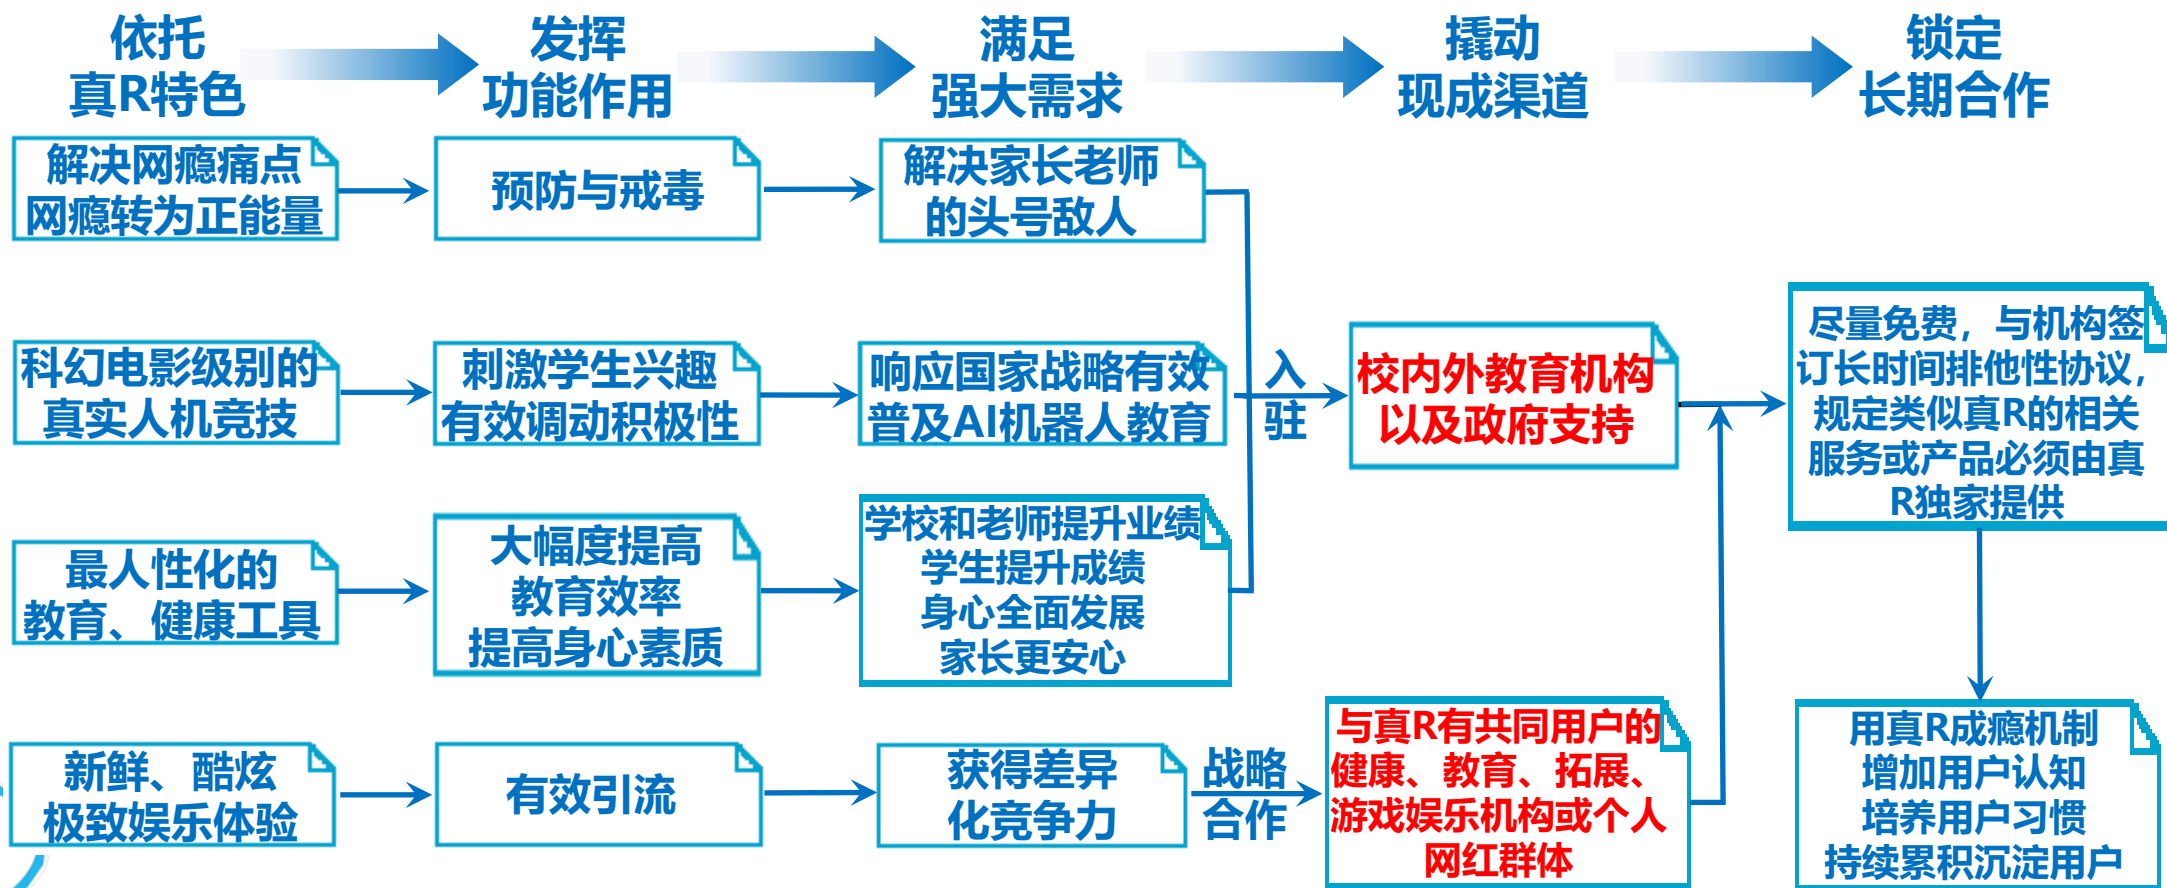 依托
真R特色
发挥
功能作用
满足
强大需求
撬动
现成渠道
锁定
长期合作
解决网瘾痛点
网瘾转为正能量
预防与戒毒
解决家长老师
的头号敌人
科幻电影级别的
真实人机竞技
刺激学生兴趣
有效调动积极性
响应国家战略有效
普及AI机器人教育
入
驻
校内外教育机构
以及政府支持
尽量免费，与机构签
订长时间排他性协议，
规定类似真R的相关
服务或产品必须由真
R独家提供
最人性化的
教育、健康工具
大幅度提高
教育效率
提高身心素质
学校和老师提升业绩
学生提升成绩
身心全面发展
家长更安心
新鲜、酷炫
极致娱乐体验
有效引流
获得差异
化竞争力
战略
合作
与真R有共同用户的
健康、教育、拓展、
游戏娱乐机构或个人
网红群体
用真R成瘾机制
增加用户认知
培养用户习惯
持续累积沉淀用户